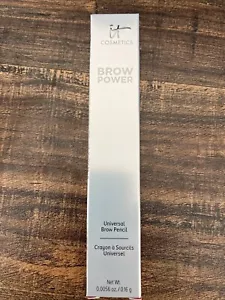 it
COSMETICS
BROW
POWER
Universal
Brow Pencil
Crayon à Sourcils
Universel
Net Wt.
0.0056 oz. / 0.16 g